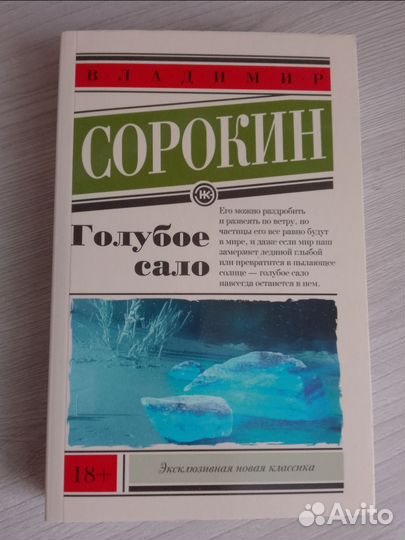 ВЛАДИМИР
СОРОКИН
НК
Голубое
сало
Его можно раздробить
и развеять по ветру, но
частицы его все равно будут
в мире, и даже если мир наш
замерзнет ледяной глыбой
или превратится в пылающее
солнце — голубое сало
навсегда останется в нем.
18+
Эксклюзивная новая классика
Avito